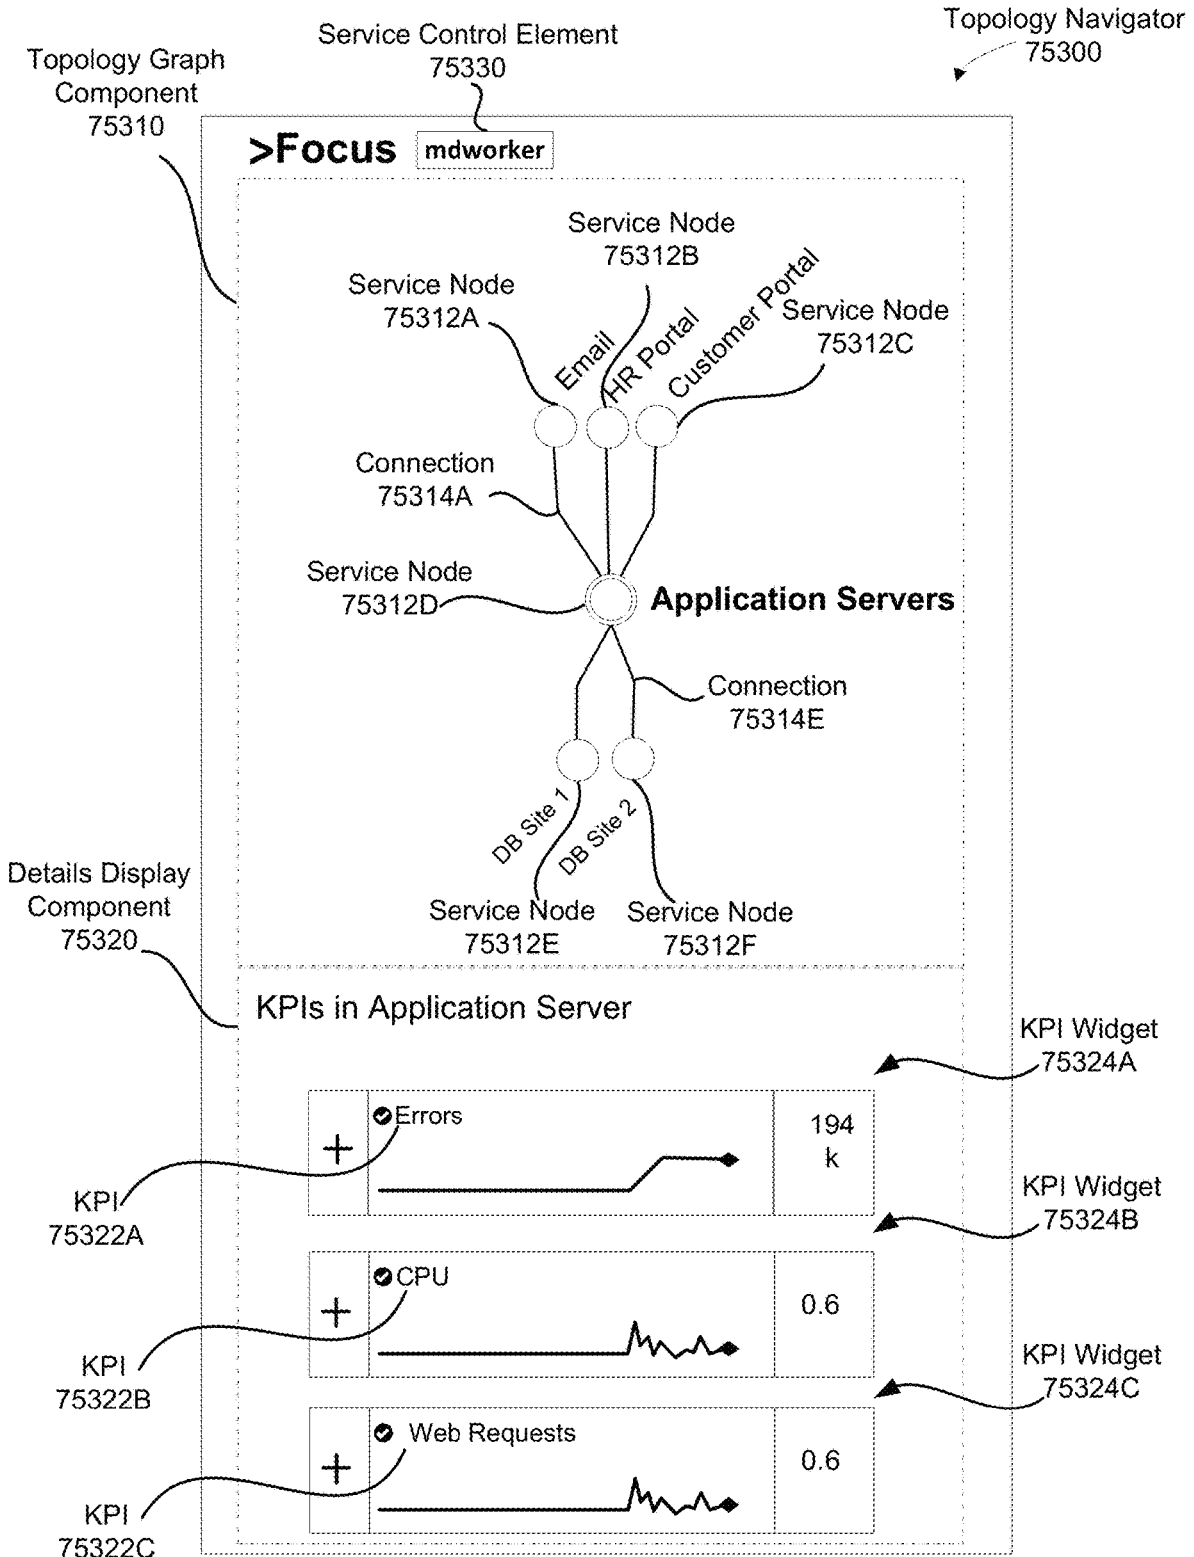 Topology Navigator
75300
Service Control Element
75330
Topology Graph
Component
75310
>Focus
mdworker
Service Node
75312B
Service Node
75312A
Service Node
75312C
Email
HR Portal
Customer Portal
Connection
75314A
Service Node
75312D
Application Servers
Connection
75314E
DB Site 1
DB Site 2
Details Display
Component
75320
Service Node
75312E
Service Node
75312F
KPIs in Application Server
KPI Widget
75324A
Errors
194
k
KPI
75322A
KPI Widget
75324B
CPU
0.6
KPI
75322B
KPI Widget
75324C
Web Requests
0.6
KPI
75322C